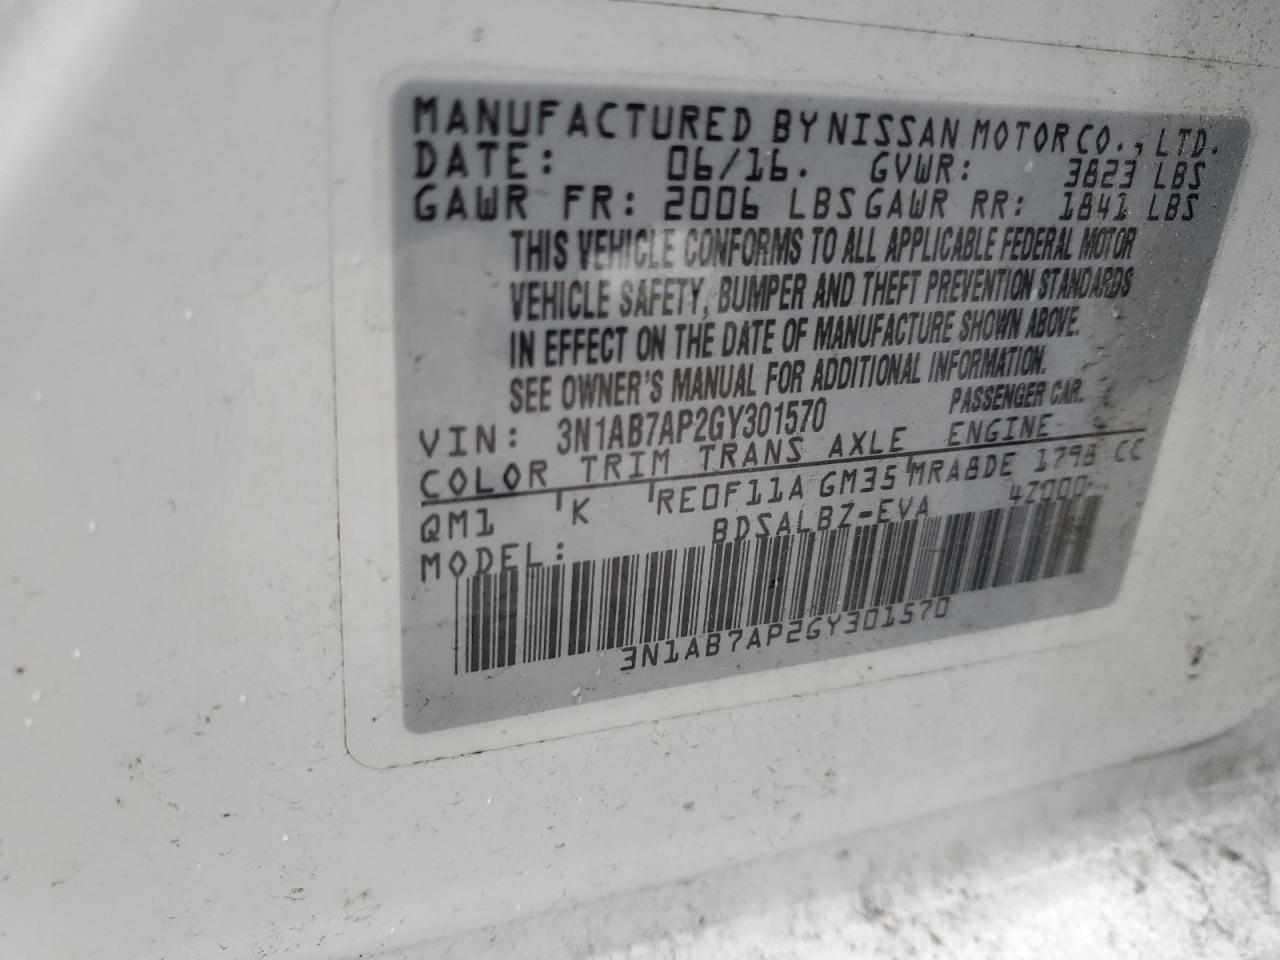 MANUFACTURED BY NISSAN MOTOR CO., LTD.
DATE: 06/16. GVWR: 3823 LBS
GAWR FR: 2006 LBS GAWR RR: 1841 LBS
THIS VEHICLE CONFORMS TO ALL APPLICABLE FEDERAL MOTOR
VEHICLE SAFETY, BUMPER AND THEFT PREVENTION STANDARDS
IN EFFECT ON THE DATE OF MANUFACTURE SHOWN ABOVE.
SEE OWNER'S MANUAL FOR ADDITIONAL INFORMATION.
VIN: 3N1AB7AP2GY301570 PASSENGER CAR.
COLOR TRIM TRANS AXLE ENGINE
QM1 K RE0F11A GM35 MRA8DE 1798 CC
MODEL: BDSALBZ-EVA 4Z000--
3N1AB7AP2GY301570